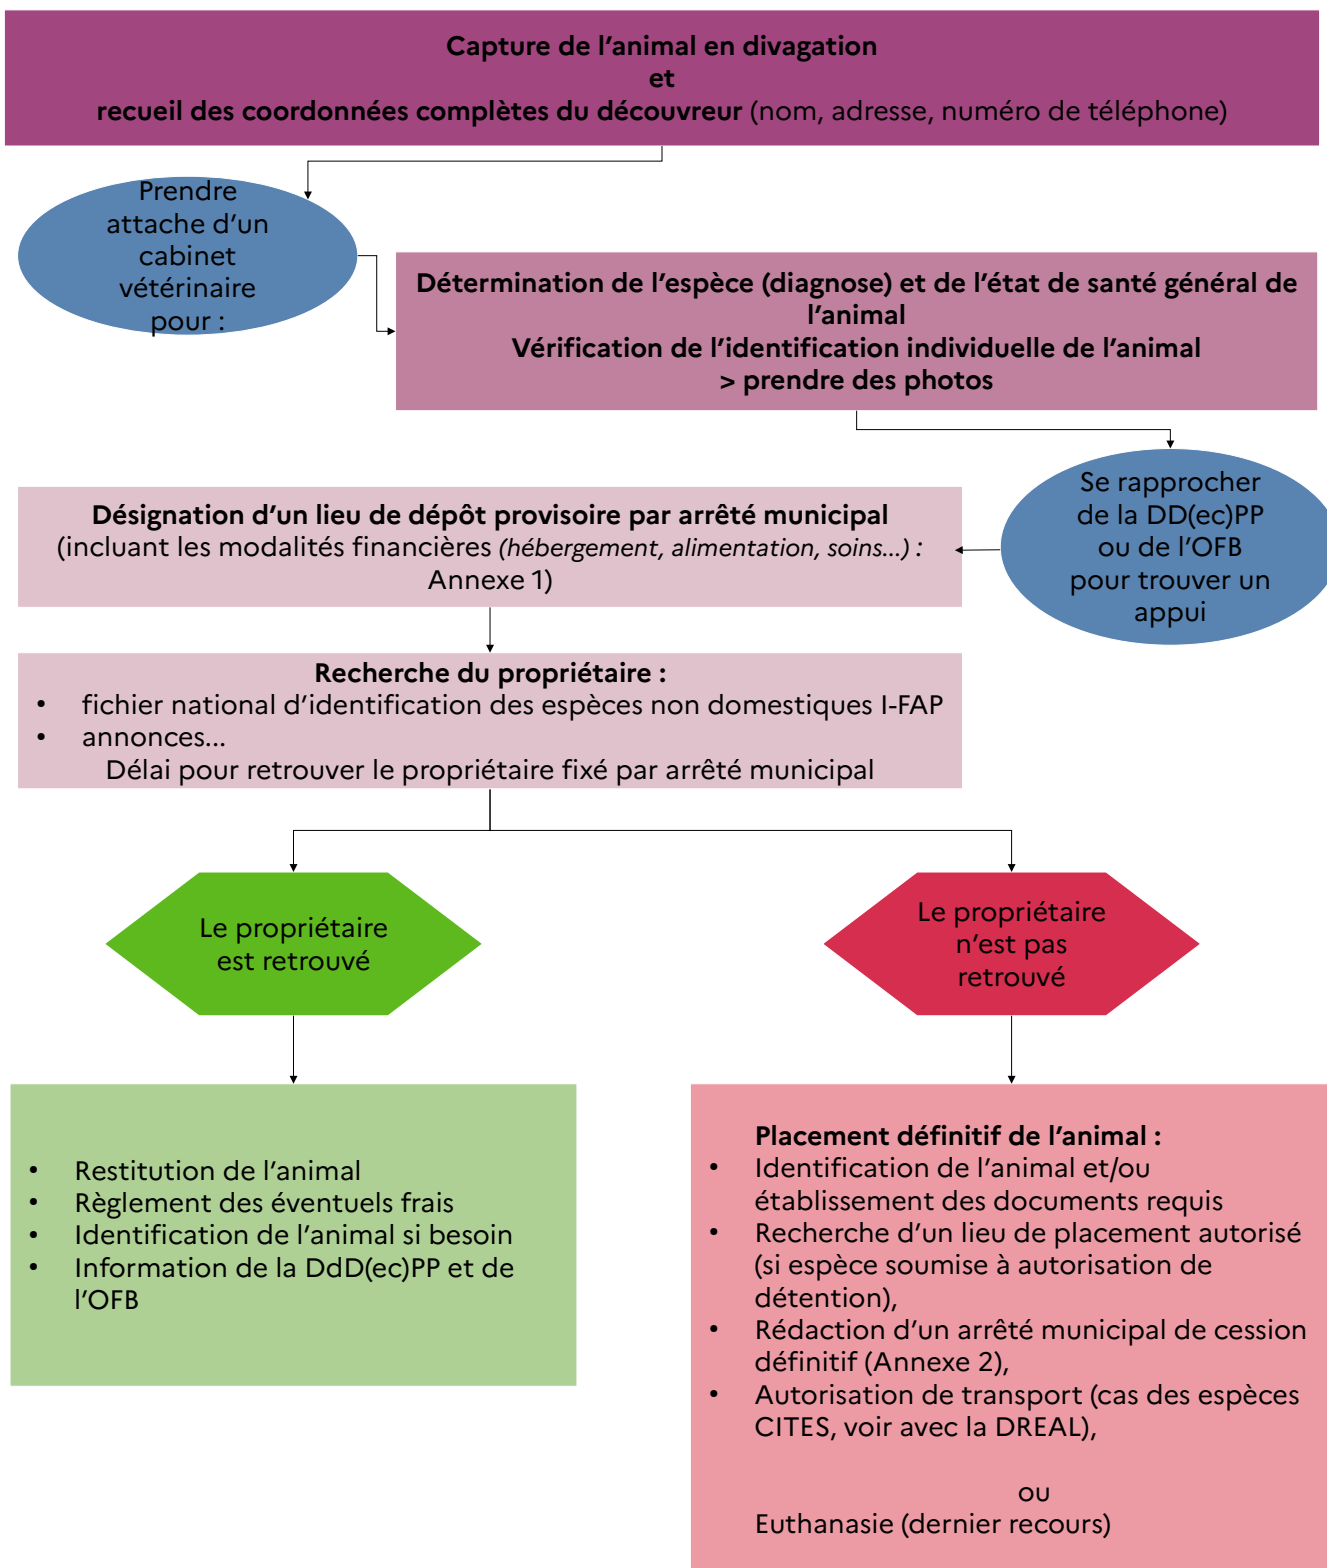 Capture de l’animal en divagation
et
recueil des coordonnées complètes du découvreur (nom, adresse, numéro de téléphone)
Prendre
attache d’un
cabinet
vétérinaire
pour :
Détermination de l’espèce (diagnose) et de l’état de santé général de
l’animal
Vérification de l’identification individuelle de l’animal
> prendre des photos
Se rapprocher
de la DD(ec)PP
ou de l’OFB
pour trouver un
appui
Désignation d’un lieu de dépôt provisoire par arrêté municipal
(incluant les modalités financières (hébergement, alimentation, soins...) :
Annexe 1)
Recherche du propriétaire :
• fichier national d’identification des espèces non domestiques I-FAP
• annonces...
Délai pour retrouver le propriétaire fixé par arrêté municipal
Le propriétaire
est retrouvé
Le propriétaire
n’est pas
retrouvé
• Restitution de l’animal
• Règlement des éventuels frais
• Identification de l’animal si besoin
• Information de la DdD(ec)PP et de
l’OFB
Placement définitif de l’animal :
• Identification de l’animal et/ou
établissement des documents requis
• Recherche d’un lieu de placement autorisé
(si espèce soumise à autorisation de
détention),
• Rédaction d’un arrêté municipal de cession
définitif (Annexe 2),
• Autorisation de transport (cas des espèces
CITES, voir avec la DREAL),
ou
Euthanasie (dernier recours)